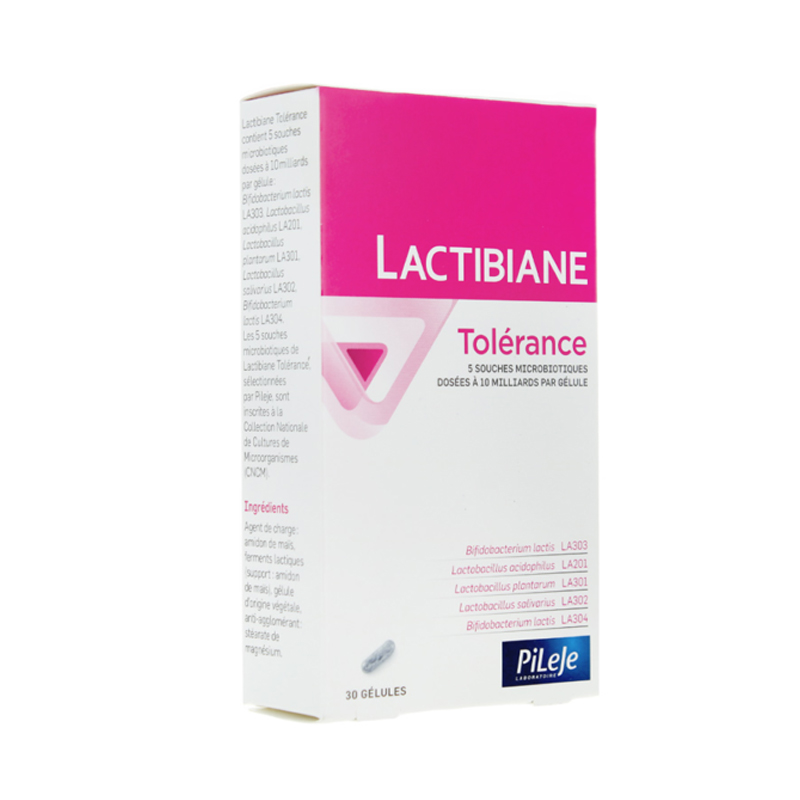 Lactibiane Tolérance
contient 5 souches
microbiotiques
dosées à 10 milliards
par gélule:
Bifidobacterium lactis
LA303, Lactobacillus
acidophilus LA201,
Lactobacillus
plantarum LA301,
Lactobacillus
salivarius LA302,
Bifidobacterium
lactis LA304.
Les 5 souches
microbiotiques de
Lactibiane Tolérance,
sélectionnées
par Pileje, sont
inscrites à la
Collection Nationale
de Cultures de
Microorganismes
(CNCM)
Ingrédients
Agent de charge:
amidon de maïs,
ferments lactiques
(support: amidon
de maïs), gélule
d'origine végétale,
anti-agglomérant:
stéarate de
magnésium.
LACTIBIANE
Tolérance
5 SOUCHES MICROBIOTIQUES
DOSÉES À 10 MILLIARDS PAR GÉLULE
Bifidobacterium lactis LA303
Lactobacillus acidophilus LA201
Lactobacillus plantarum LA301
Lactobacillus salivarius LA302
Bifidobacterium lactis LA304
PiLeJe
LABORATOIRE
30 GÉLULES